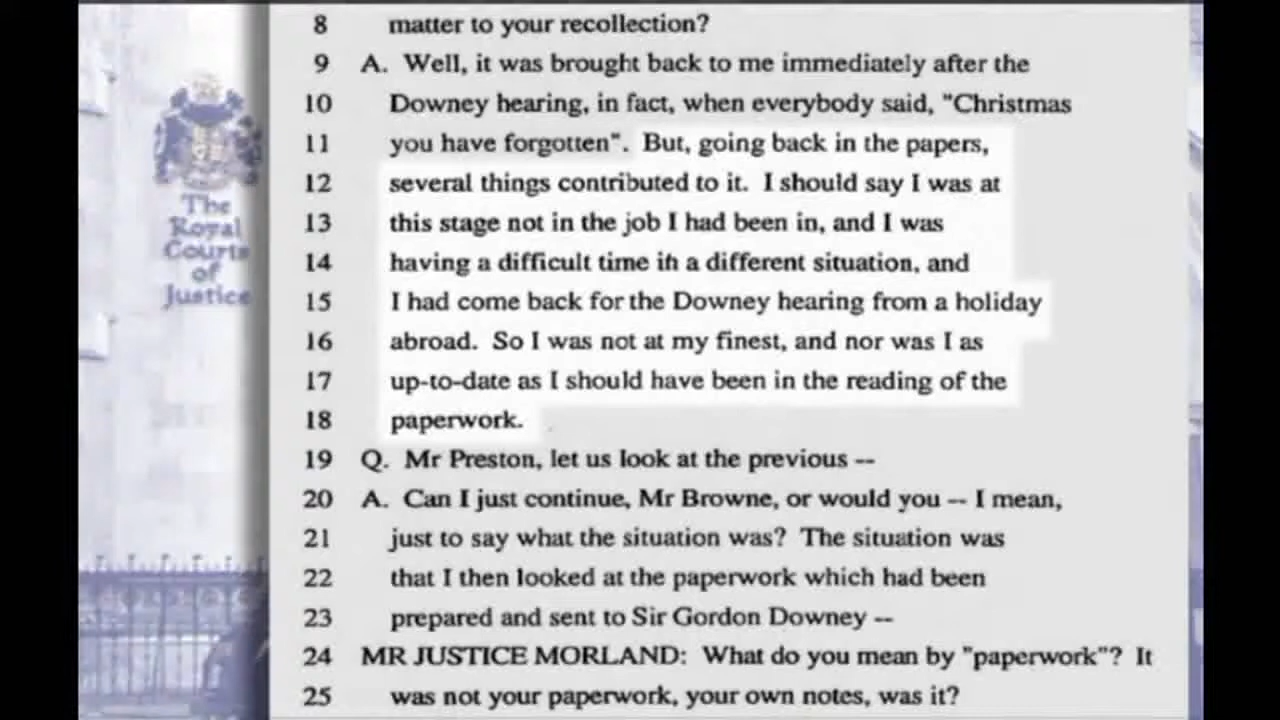 The
Royal
Courts
of
Justice
8 matter to your recollection?
9 A. Well, it was brought back to me immediately after the
10 Downey hearing, in fact, when everybody said, "Christmas
11 you have forgotten". But, going back in the papers,
12 several things contributed to it. I should say I was at
13 this stage not in the job I had been in, and I was
14 having a difficult time in a different situation, and
15 I had come back for the Downey hearing from a holiday
16 abroad. So I was not at my finest, and nor was I as
17 up-to-date as I should have been in the reading of the
18 paperwork.
19 Q. Mr Preston, let us look at the previous --
20 A. Can I just continue, Mr Browne, or would you -- I mean,
21 just to say what the situation was? The situation was
22 that I then looked at the paperwork which had been
23 prepared and sent to Sir Gordon Downey --
24 MR JUSTICE MORLAND: What do you mean by "paperwork"? It
25 was not your paperwork, your own notes, was it?